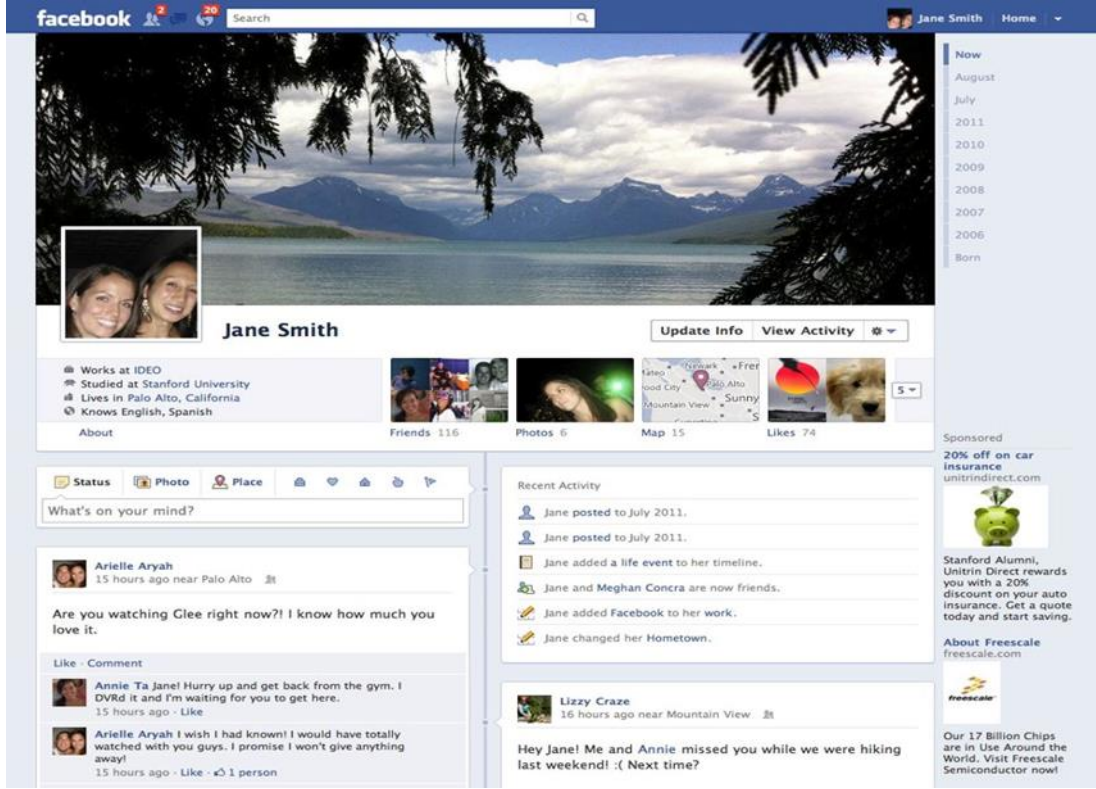 facebook 2 20 Search Jane Smith Home
Now
August
July
2011
2010
2009
2008
2007
2006
Born
Jane Smith
Update Info View Activity
Works at IDEO
Studied at Stanford University
Lives in Palo Alto, California
Knows English, Spanish
About
Newark
Palo Alto
Mountain View
Sunny
5
Friends 116
Photos 6
Map 15
Likes 74
Status Photo Place
What's on your mind?
Arielle Aryah
15 hours ago near Palo Alto
Are you watching Glee right now?! I know how much you
love it.
Like · Comment
Annie Ta Jane! Hurry up and get back from the gym. I
DVRd it and I'm waiting for you to get here.
15 hours ago · Like
Arielle Aryah I wish I had known! I would have totally
watched with you guys. I promise I won't give anything
away!
15 hours ago · Like · 1 person
Recent Activity
Jane posted to July 2011.
Jane posted to July 2011.
Jane added a life event to her timeline.
Jane and Meghan Concra are now friends.
Jane added Facebook to her work.
Jane changed her Hometown.
Lizzy Craze
16 hours ago near Mountain View
Hey Jane! Me and Annie missed you while we were hiking
last weekend! :( Next time?
Sponsored
20% off on car
insurance
unitrindirect.com
Stanford Alumni,
Unitrin Direct rewards
you with a 20%
discount on your auto
insurance. Get a quote
today and start saving.
About Freescale
freescale.com
freescale
Our 17 Billion Chips
are in Use Around the
World. Visit Freescale
Semiconductor now!